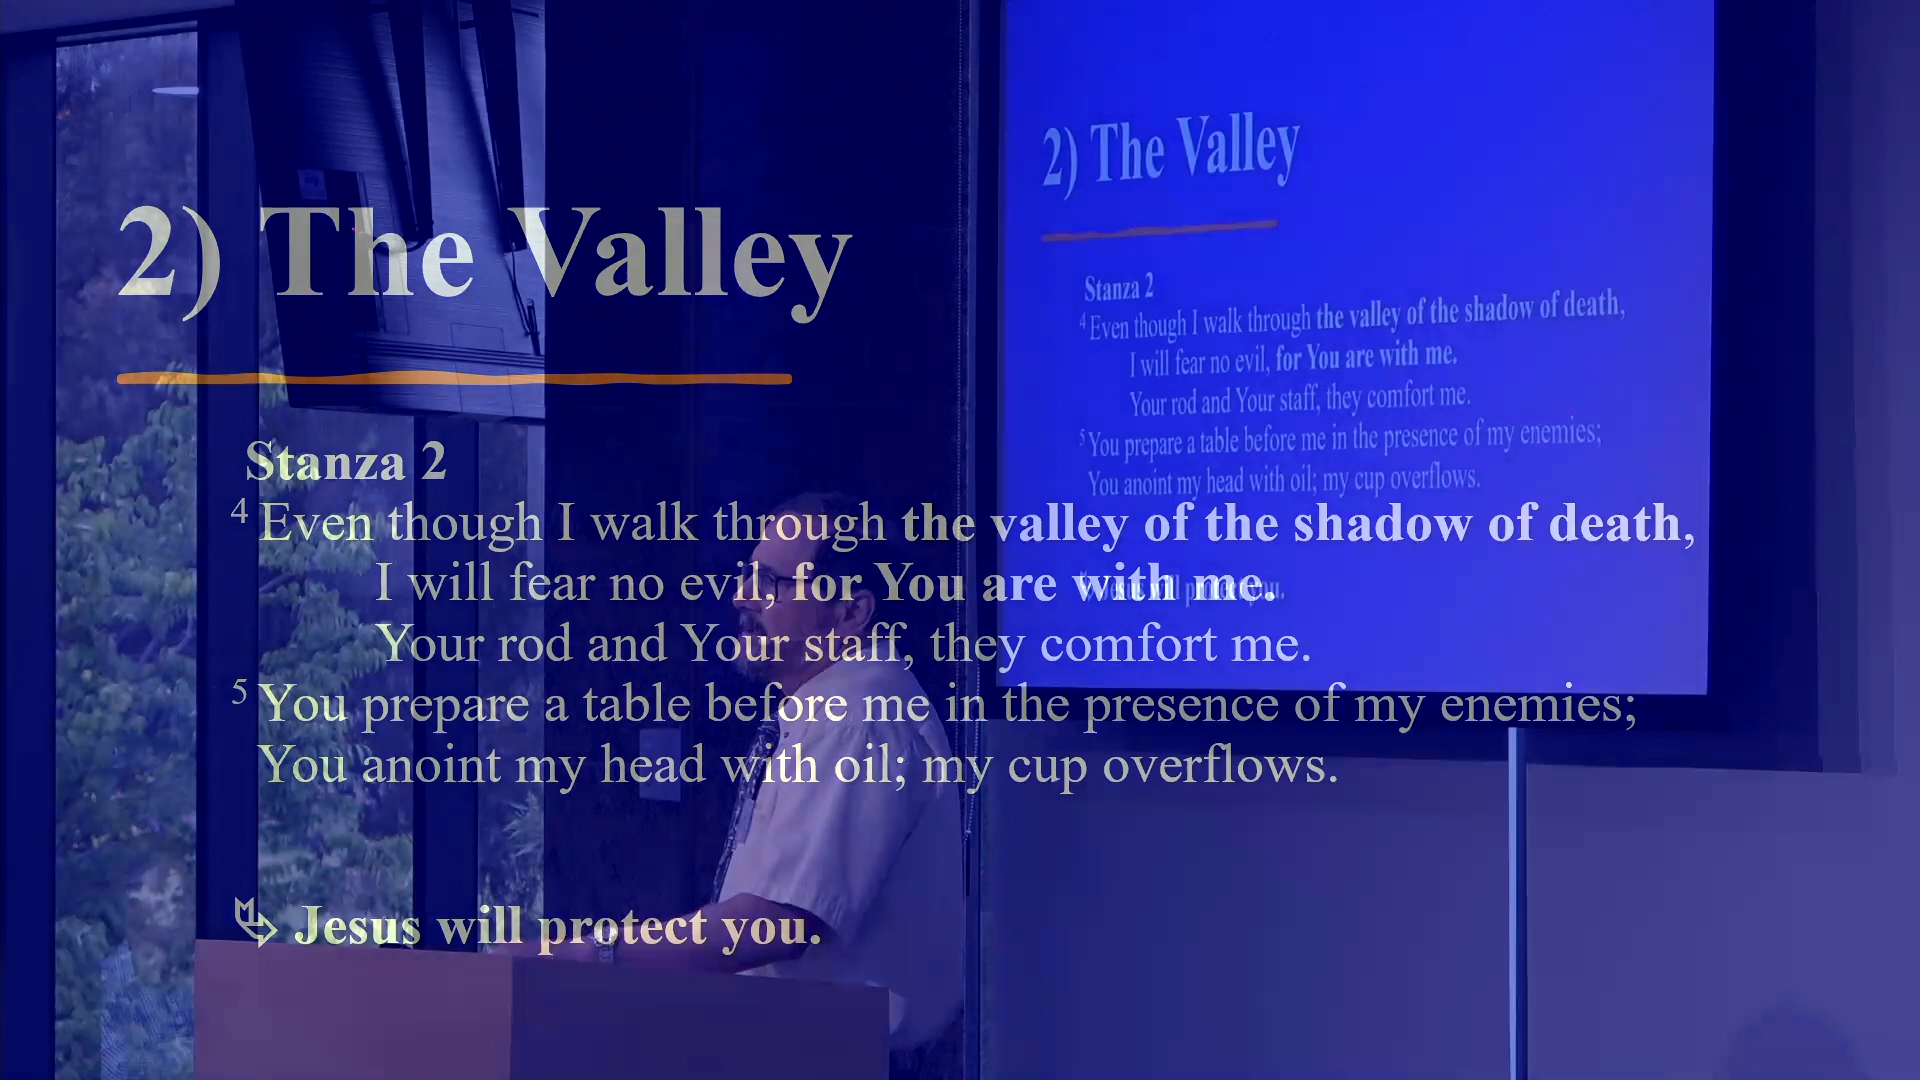 2) The Valley
Stanza 2
4 Even though I walk through the valley of the shadow of death,
I will fear no evil, for You are with me.
Your rod and Your staff, they comfort me.
5 You prepare a table before me in the presence of my enemies;
You anoint my head with oil; my cup overflows.
Jesus will protect you.
2) The Valley
Stanza 2
4 Even though I walk through the valley of the shadow of death,
I will fear no evil, for You are with me.
Your rod and Your staff, they comfort me.
5 You prepare a table before me in the presence of my enemies;
You anoint my head with oil; my cup overflows.
Jesus will protect you.